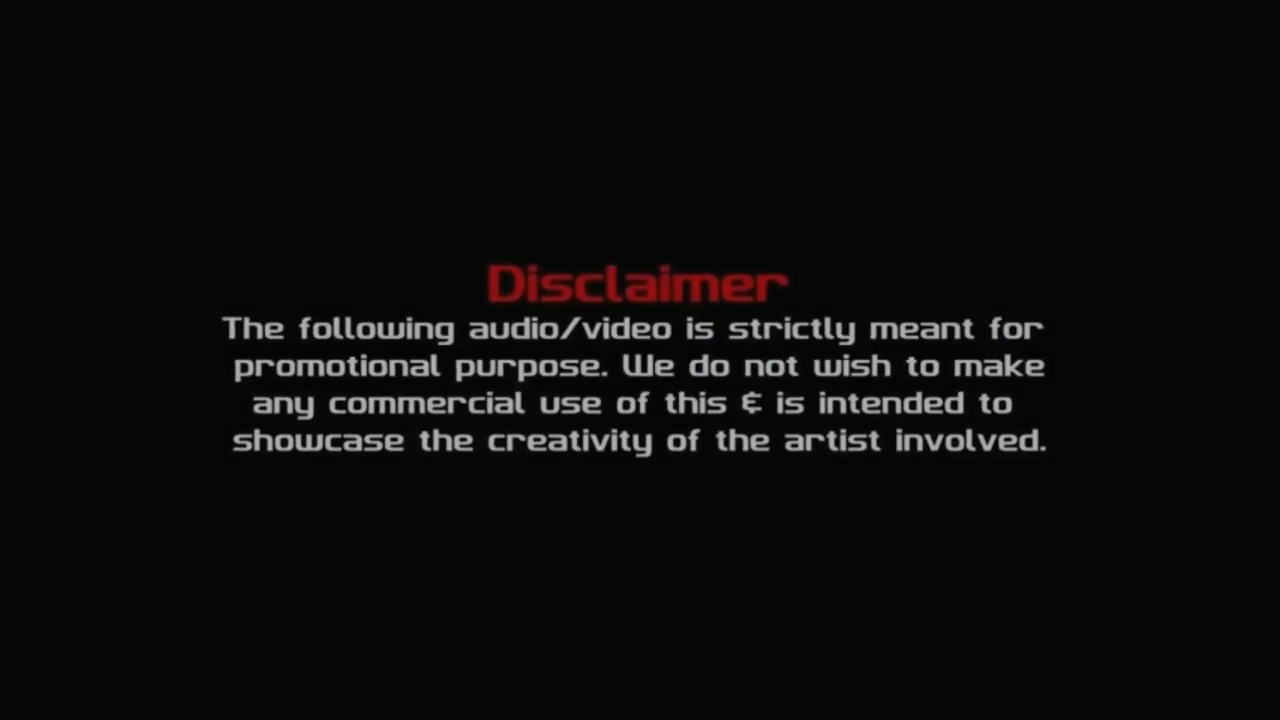 Disclaimer
The following audio/video is strictly meant for
promotional purpose. We do not wish to make
any commercial use of this & is intended to
showcase the creativity of the artist involved.